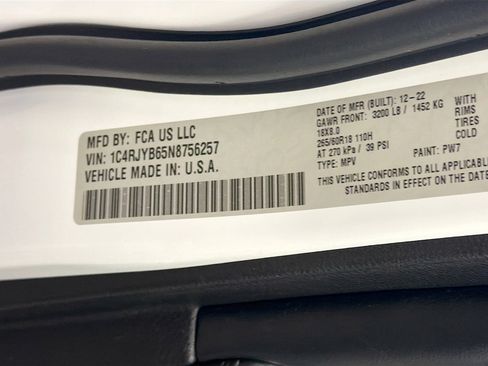 MFD BY: FCA US LLC
VIN: 1C4RJYB65N8756257
VEHICLE MADE IN: U.S.A.
DATE OF MFR (BUILT): 12-22
GAWR FRONT: 3200 LB / 1452 KG WITH
18X8.0 RIMS
265/60R18 110H TIRES
AT 270 kPa / 39 PSI COLD
TYPE: MPV PAINT: PW7
THIS VEHICLE CONFORMS TO ALL APPLICABL
STANDARDS IN EFFECT ON THE DATE